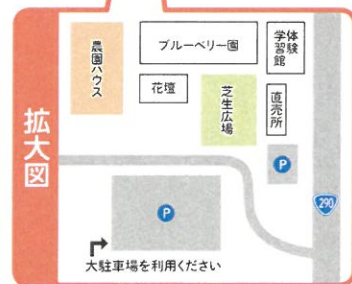 拡大図
農園ハウス
ブルーベリー園
体験
学習館
花壇
芝生広場
直売所
P
P
290
大駐車場を利用ください